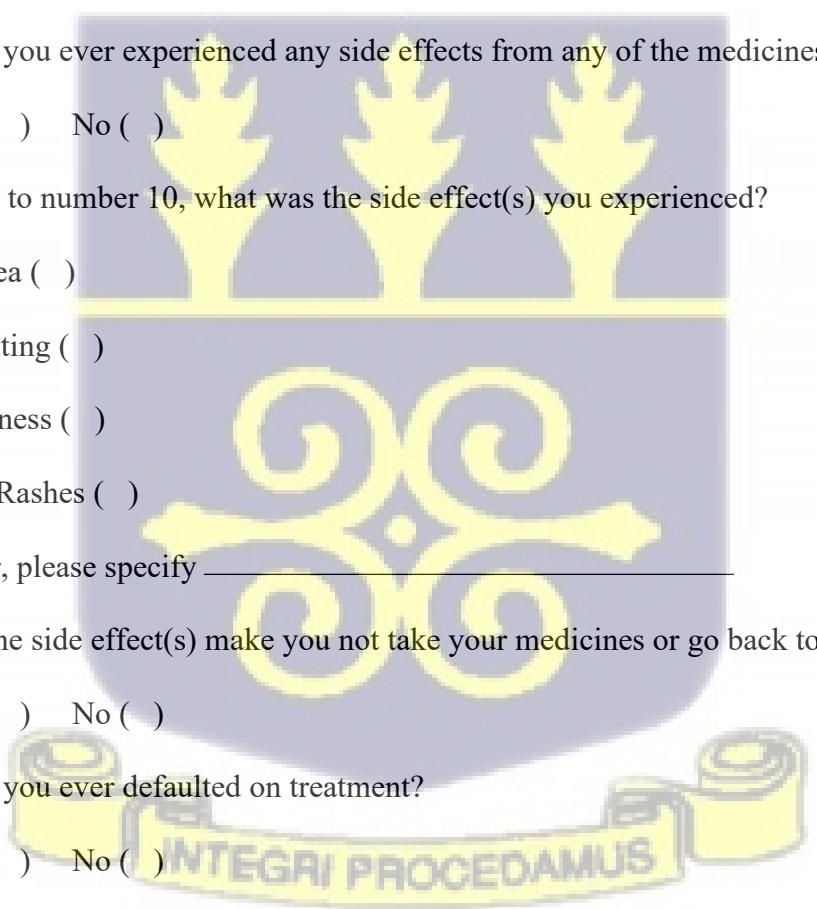 you ever experienced any side effects from any of the medicines
) No ( )
to number 10, what was the side effect(s) you experienced?
ea ( )
ting ( )
ness ( )
Rashes ( )
, please specify
he side effect(s) make you not take your medicines or go back to
) No ( )
you ever defaulted on treatment?
) No ( )
INTEGRI PROCEDAMUS